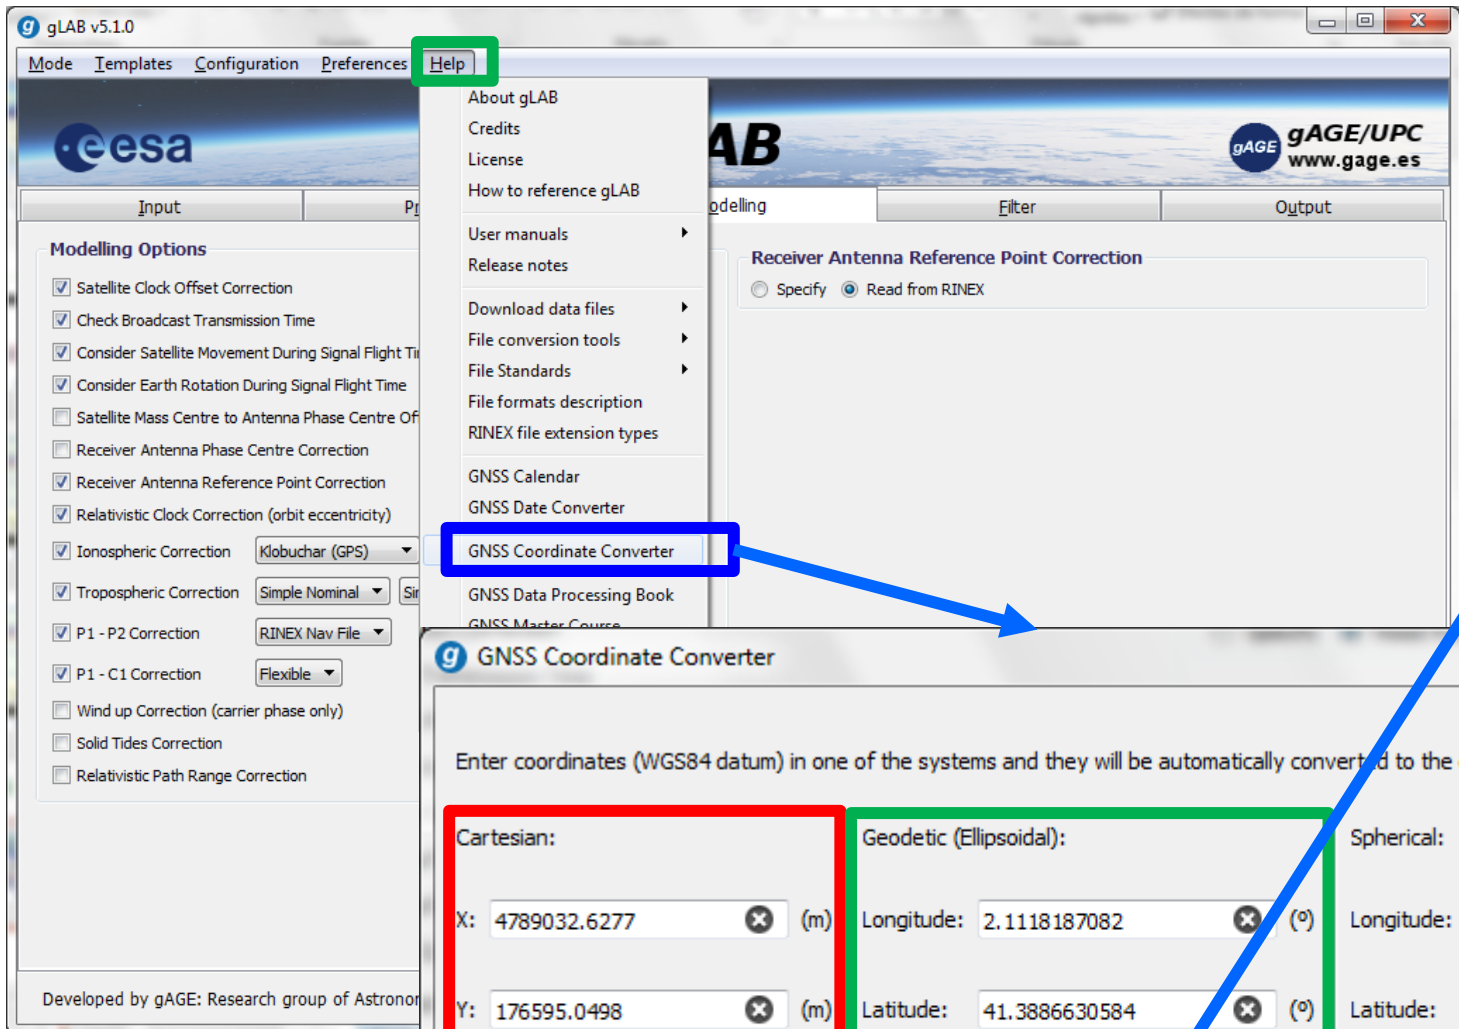 gLAB v5.1.0
Mode Templates Configuration Preferences Help
esa
AB
gAGE gAGE/UPC
www.gage.es
About gLAB
Credits
License
How to reference gLAB
User manuals
Release notes
Download data files
File conversion tools
File Standards
File formats description
RINEX file extension types
GNSS Calendar
GNSS Date Converter
GNSS Coordinate Converter
GNSS Data Processing Book
GNSS Master Course
Input Pr odelling Filter Output
Modelling Options
Satellite Clock Offset Correction
Check Broadcast Transmission Time
Consider Satellite Movement During Signal Flight Ti
Consider Earth Rotation During Signal Flight Time
Satellite Mass Centre to Antenna Phase Centre Of
Receiver Antenna Phase Centre Correction
Receiver Antenna Reference Point Correction
Relativistic Clock Correction (orbit eccentricity)
Ionospheric Correction Klobuchar (GPS)
Tropospheric Correction Simple Nominal Sir
P1 - P2 Correction RINEX Nav File
P1 - C1 Correction Flexible
Wind up Correction (carrier phase only)
Solid Tides Correction
Relativistic Path Range Correction
Receiver Antenna Reference Point Correction
Specify Read from RINEX
Developed by gAGE: Research group of Astronor
GNSS Coordinate Converter
Enter coordinates (WGS84 datum) in one of the systems and they will be automatically converted to the
Cartesian: Geodetic (Ellipsoidal): Spherical:
X: 4789032.6277 (m) Longitude: 2.1118187082 (º) Longitude:
Y: 176595.0498 (m) Latitude: 41.3886630584 (º) Latitude: